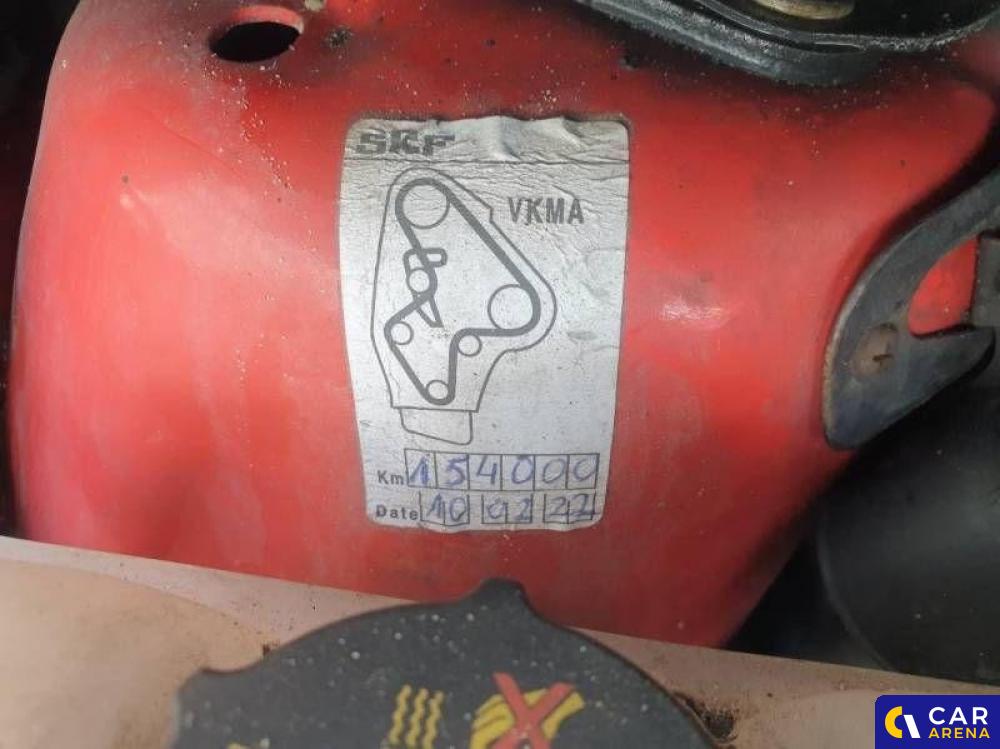 SKF
VKMA
Km 154000
Date 10 02 22
CAR
ARENA